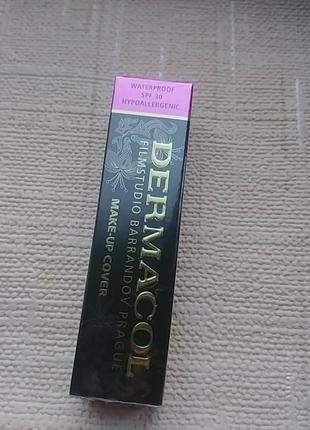 WATERPROOF
SPF 30
HYPOALLERGENIC
DERMACOL
FILMSTUDIO BARRANDOV PRAGUE
MAKE-UP COVER